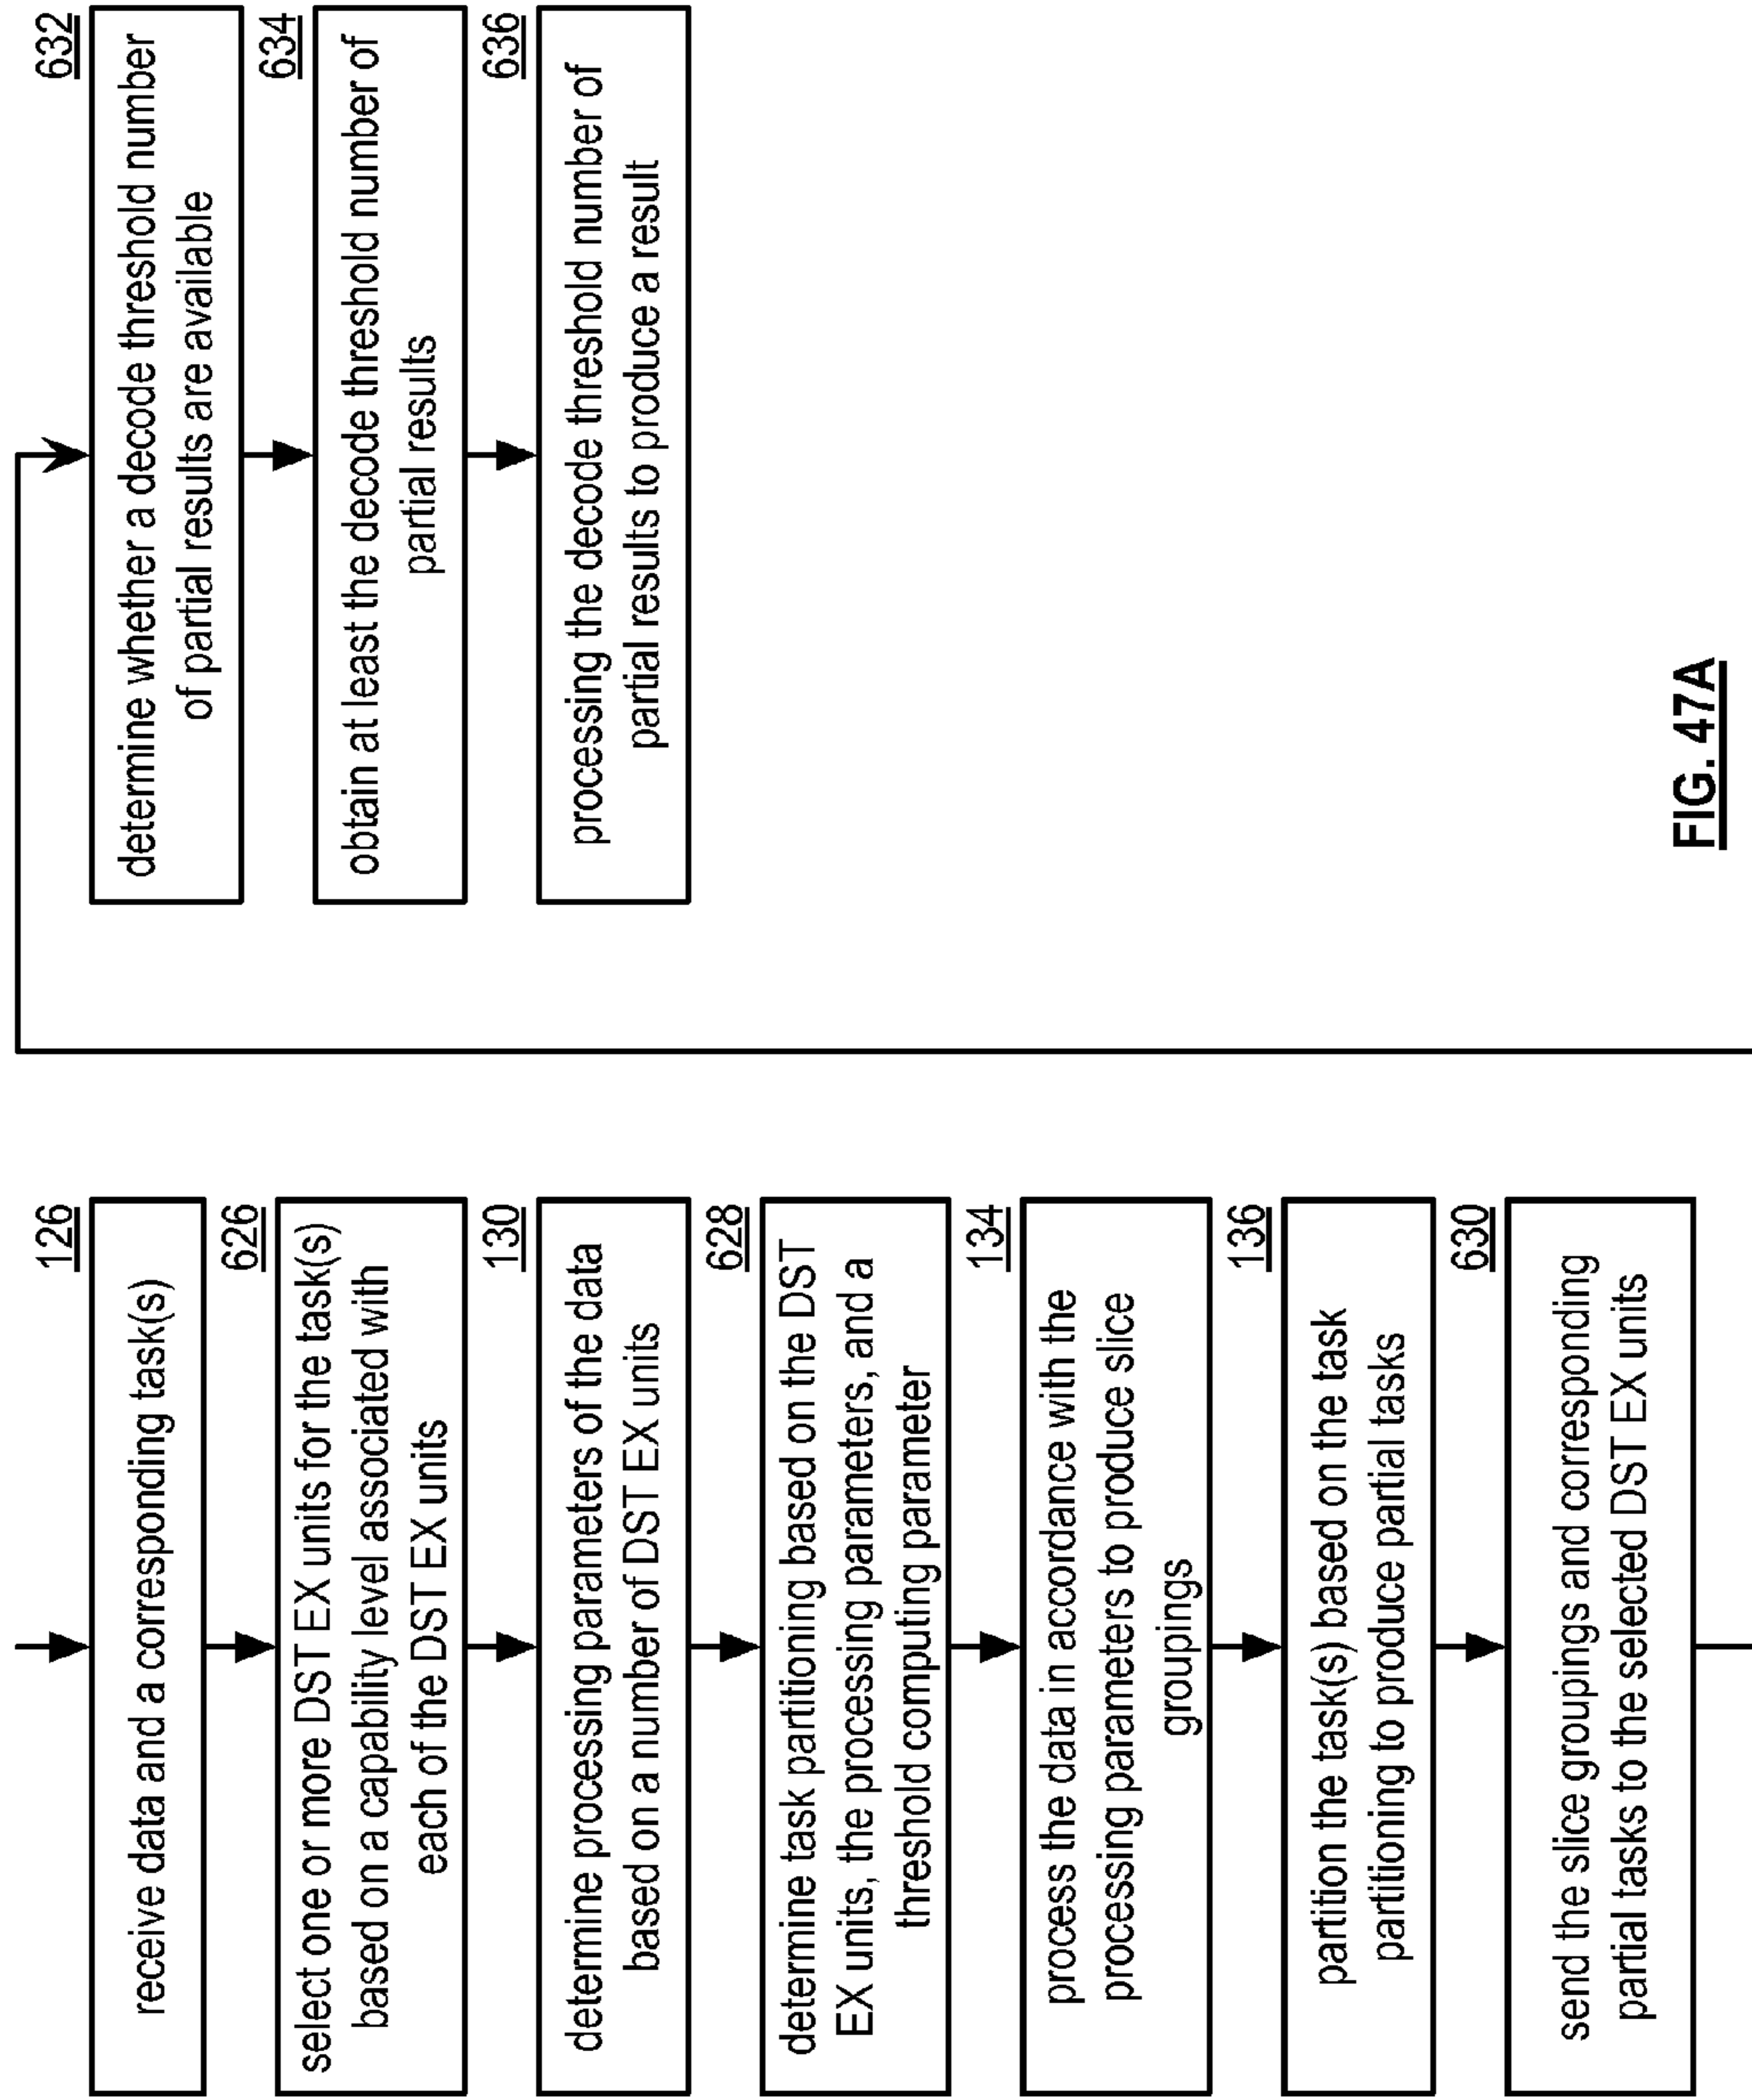 126
receive data and a corresponding task(s)
626
select one or more DST EX units for the task(s)
based on a capability level associated with
each of the DST EX units
130
determine processing parameters of the data
based on a number of DST EX units
628
determine task partitioning based on the DST
EX units, the processing parameters, and a
threshold computing parameter
134
process the data in accordance with the
processing parameters to produce slice
groupings
136
partition the task(s) based on the task
partitioning to produce partial tasks
630
send the slice groupings and corresponding
partial tasks to the selected DST EX units
632
determine whether a decode threshold number
of partial results are available
634
obtain at least the decode threshold number of
partial results
636
processing the decode threshold number of
partial results to produce a result
FIG. 47A